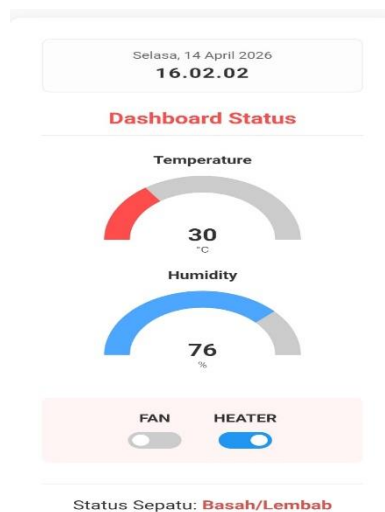 Selasa, 14 April 2026
16.02.02
Dashboard Status
Temperature
30
°C
Humidity
76
%
FAN HEATER
Status Sepatu: Basah/Lembab